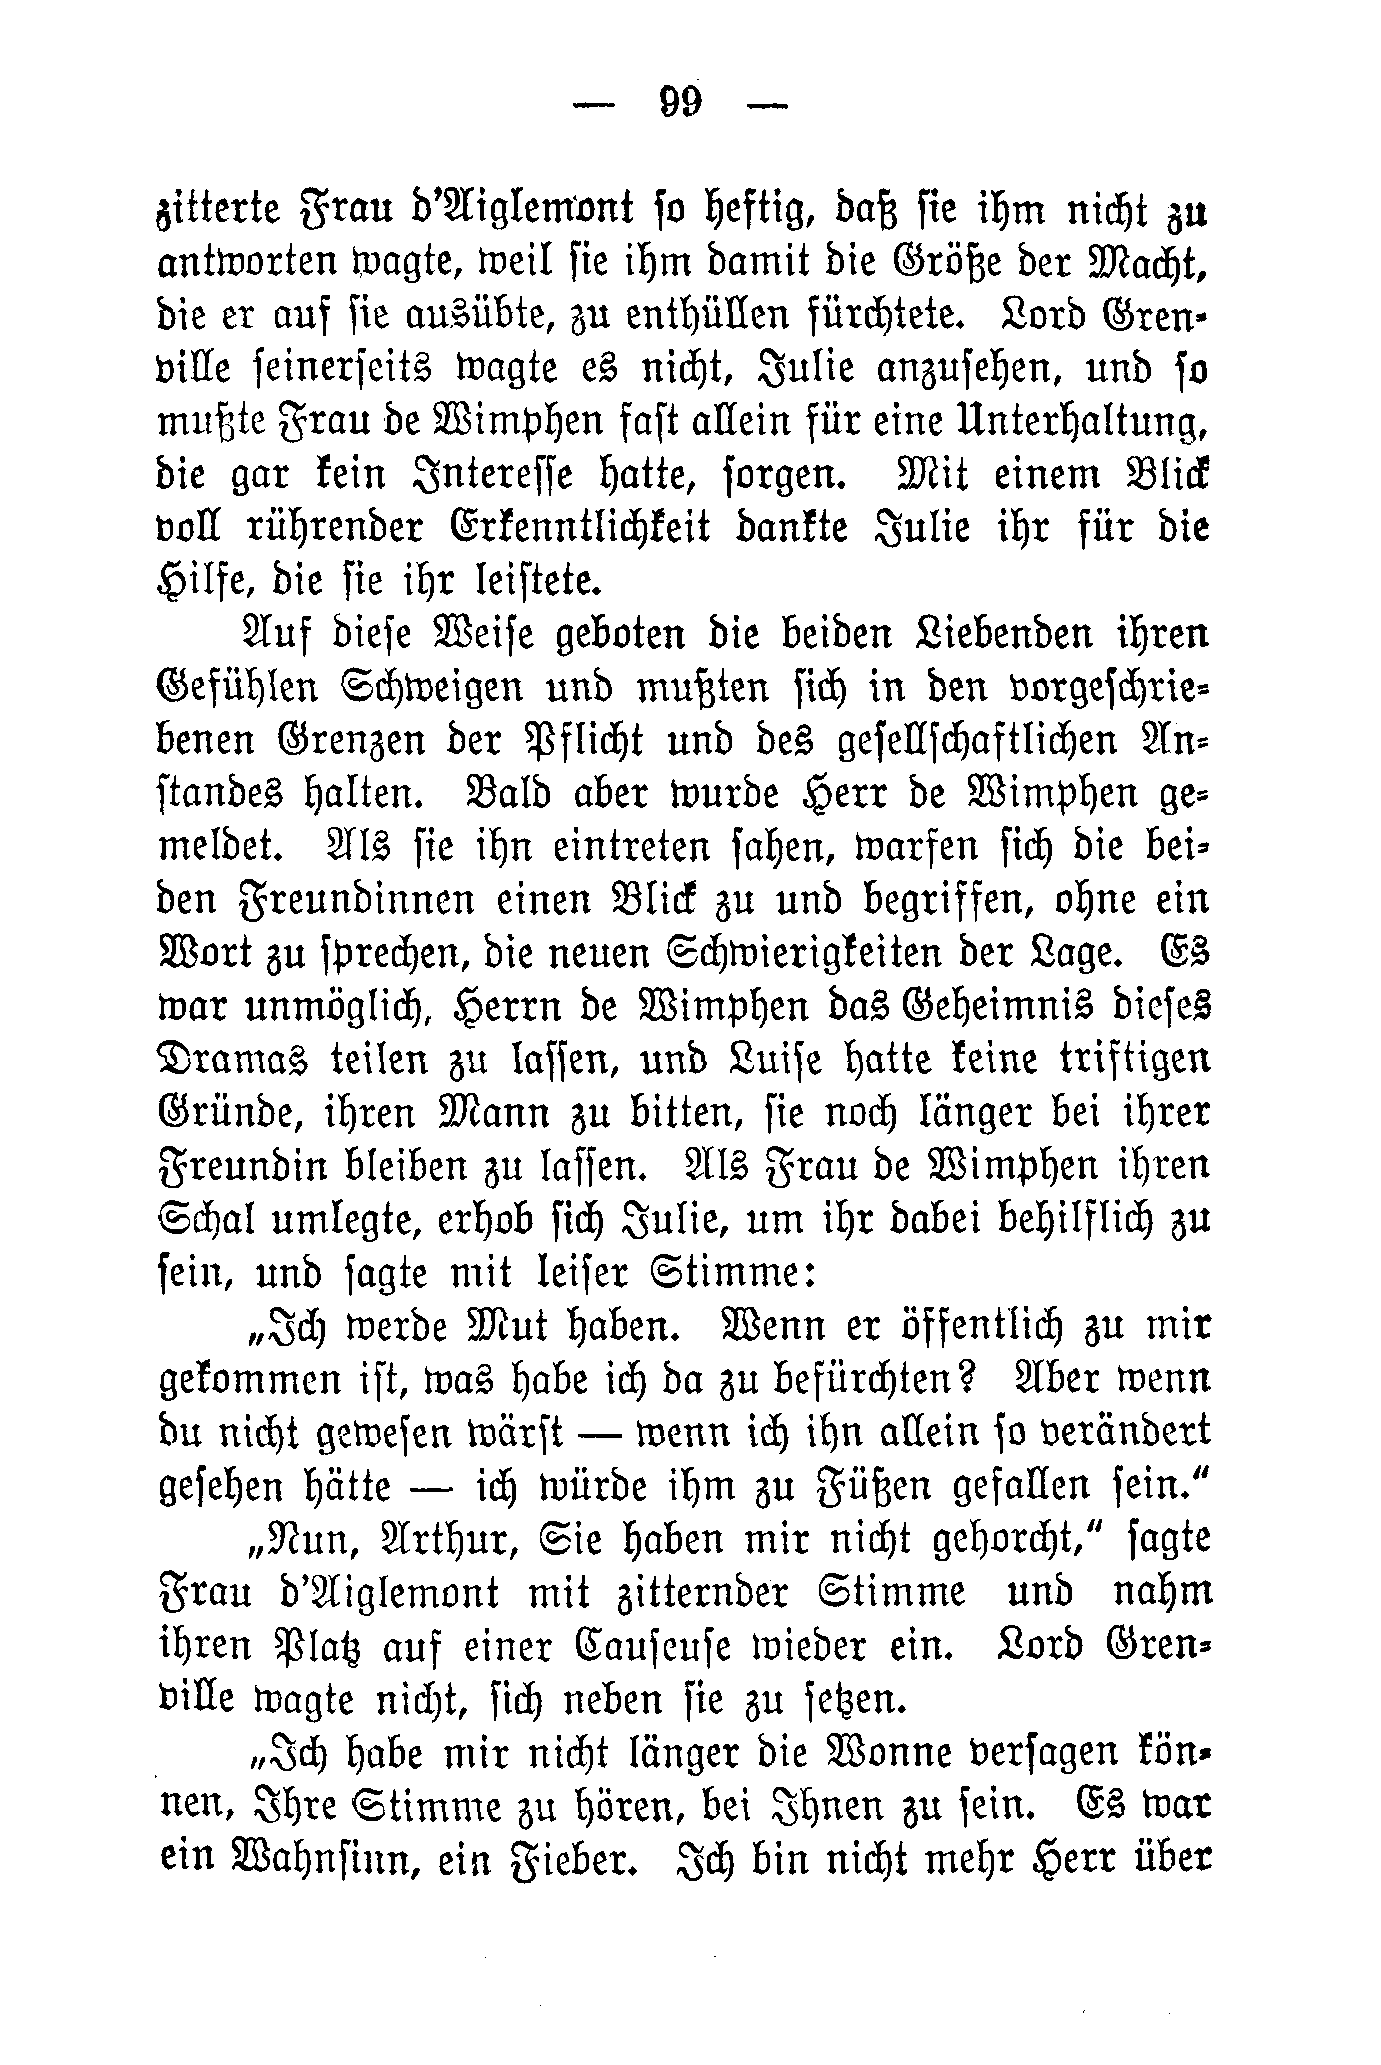 — 99 —
zitterte Frau d'Aiglemont so heftig, daß sie ihm nicht zu
antworten wagte, weil sie ihm damit die Größe der Macht,
die er auf sie ausübte, zu enthüllen fürchtete. Lord Gren-
ville seinerseits wagte es nicht, Julie anzusehen, und so
mußte Frau de Wimphen fast allein für eine Unterhaltung,
die gar kein Interesse hatte, sorgen. Mit einem Blick
voll rührender Erkenntlichkeit dankte Julie ihr für die
Hilfe, die sie ihr leistete.
Auf diese Weise geboten die beiden Liebenden ihren
Gefühlen Schweigen und mußten sich in den vorgeschrie-
benen Grenzen der Pflicht und des gesellschaftlichen An-
standes halten. Bald aber wurde Herr de Wimphen ge-
meldet. Als sie ihn eintreten sahen, warfen sich die bei-
den Freundinnen einen Blick zu und begriffen, ohne ein
Wort zu sprechen, die neuen Schwierigkeiten der Lage. Es
war unmöglich, Herrn de Wimphen das Geheimnis dieses
Dramas teilen zu lassen, und Luise hatte keine triftigen
Gründe, ihren Mann zu bitten, sie noch länger bei ihrer
Freundin bleiben zu lassen. Als Frau de Wimphen ihren
Schal umlegte, erhob sich Julie, um ihr dabei behilflich zu
sein, und sagte mit leiser Stimme:
„Ich werde Mut haben. Wenn er öffentlich zu mir
gekommen ist, was habe ich da zu befürchten? Aber wenn
du nicht gewesen wärst — wenn ich ihn allein so verändert
gesehen hätte — ich würde ihm zu Füßen gefallen sein.“
„Nun, Arthur, Sie haben mir nicht gehorcht,“ sagte
Frau d'Aiglemont mit zitternder Stimme und nahm
ihren Platz auf einer Causeuse wieder ein. Lord Gren-
ville wagte nicht, sich neben sie zu setzen.
„Ich habe mir nicht länger die Wonne versagen kön-
nen, Ihre Stimme zu hören, bei Ihnen zu sein. Es war
ein Wahnsinn, ein Fieber. Ich bin nicht mehr Herr über